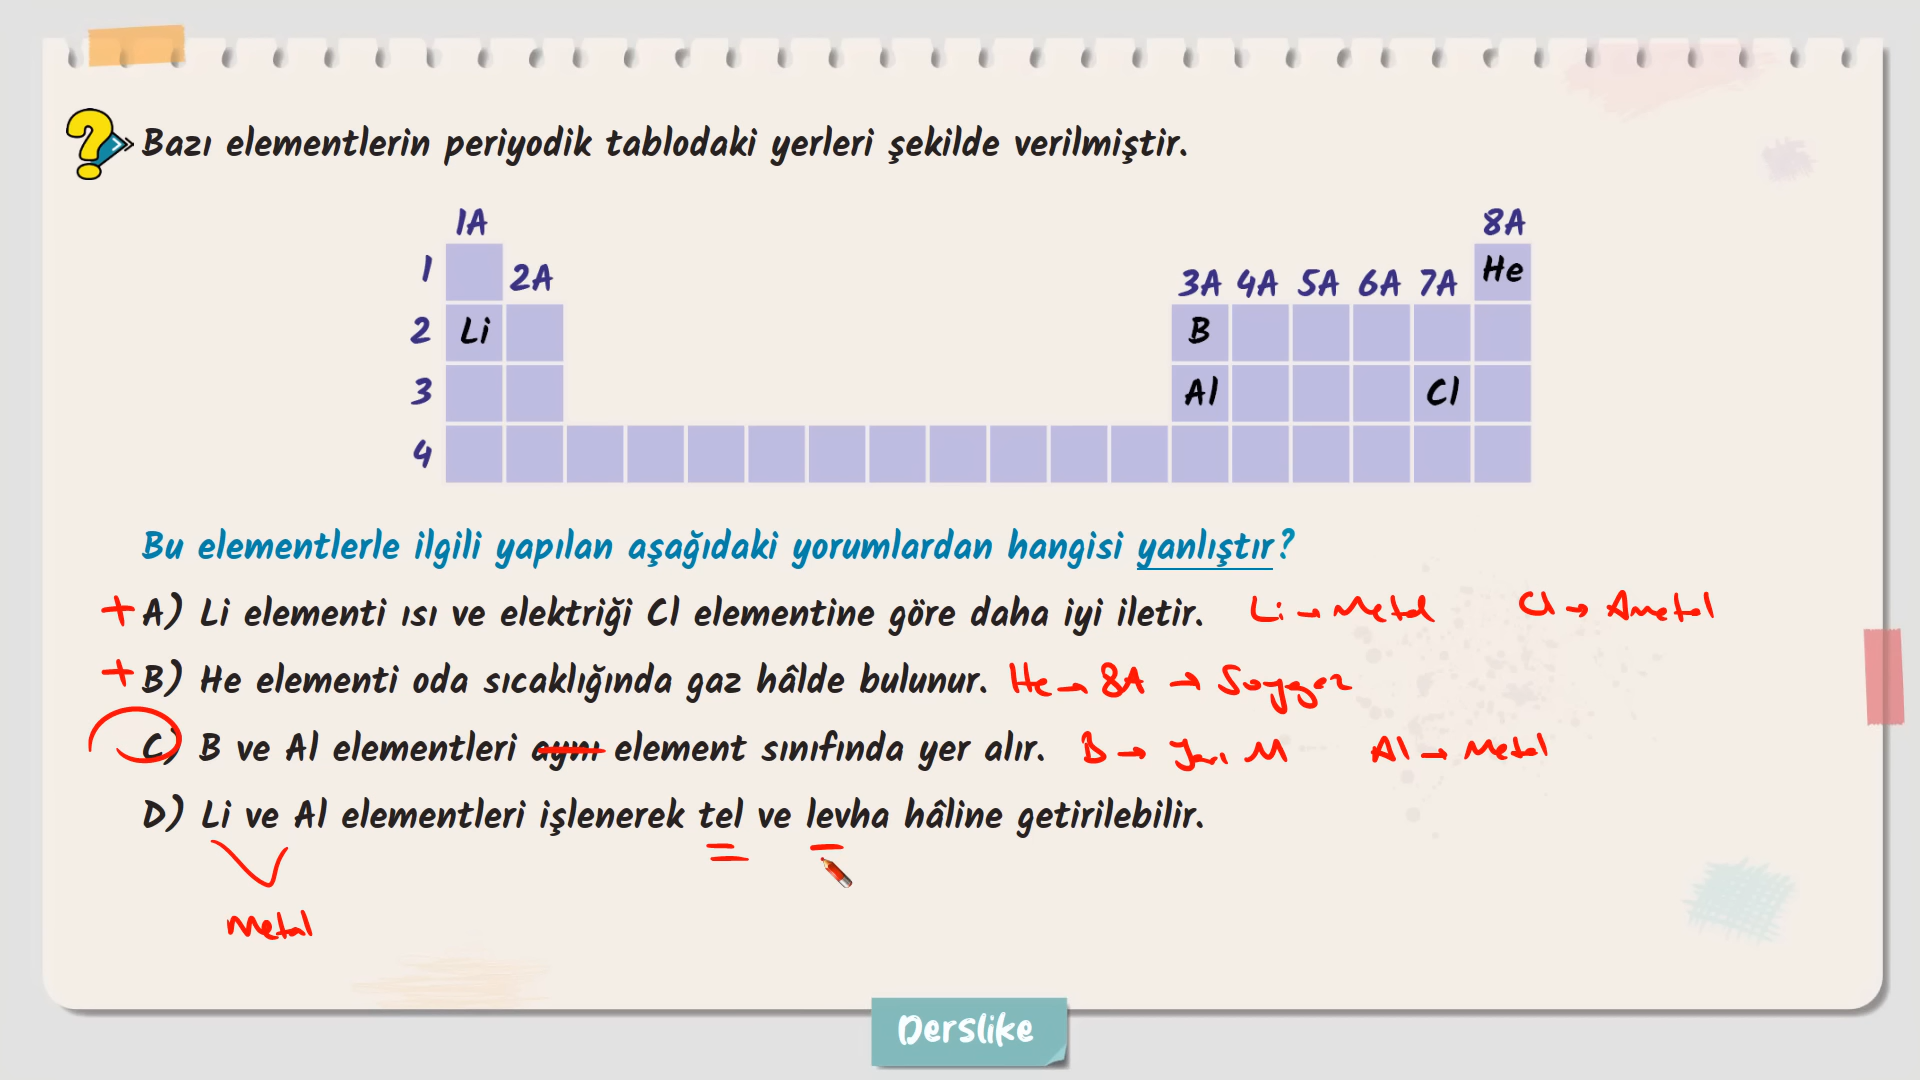 Bazı elementlerin periyodik tablodaki yerleri şekilde verilmiştir.
1A 8A
1 2A 3A 4A 5A 6A 7A He
2 Li B
3 Al Cl
4
Bu elementlerle ilgili yapılan aşağıdaki yorumlardan hangisi yanlıştır?
+ A) Li elementi ısı ve elektriği Cl elementine göre daha iyi iletir. Li → Metal Cl → Ametal
+ B) He elementi oda sıcaklığında gaz hâlde bulunur. He → 8A → Soygaz
C) B ve Al elementleri aynı element sınıfında yer alır. B → Yarı M Al → Metal
D) Li ve Al elementleri işlenerek tel ve levha hâline getirilebilir.
Metal
Derslike